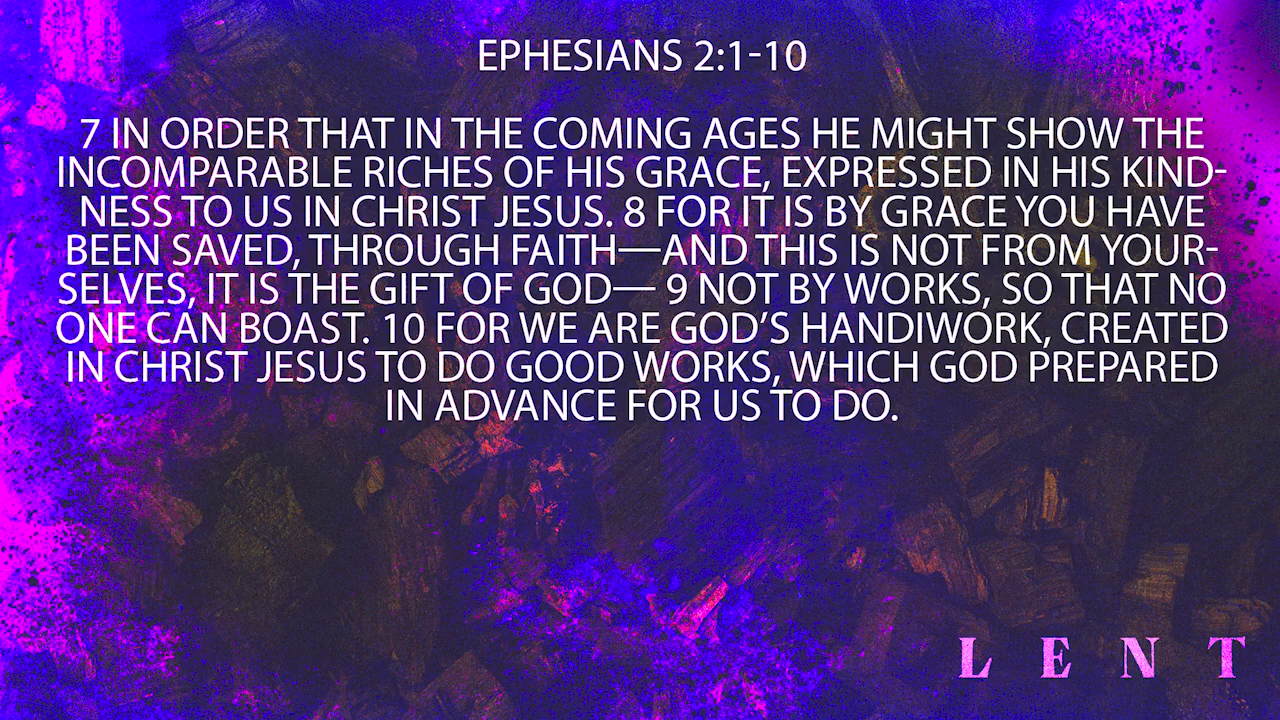 EPHESIANS 2:1-10
7 IN ORDER THAT IN THE COMING AGES HE MIGHT SHOW THE
INCOMPARABLE RICHES OF HIS GRACE, EXPRESSED IN HIS KIND-
NESS TO US IN CHRIST JESUS. 8 FOR IT IS BY GRACE YOU HAVE
BEEN SAVED, THROUGH FAITH—AND THIS IS NOT FROM YOUR-
SELVES, IT IS THE GIFT OF GOD— 9 NOT BY WORKS, SO THAT NO
ONE CAN BOAST. 10 FOR WE ARE GOD’S HANDIWORK, CREATED
IN CHRIST JESUS TO DO GOOD WORKS, WHICH GOD PREPARED
IN ADVANCE FOR US TO DO.
LENT